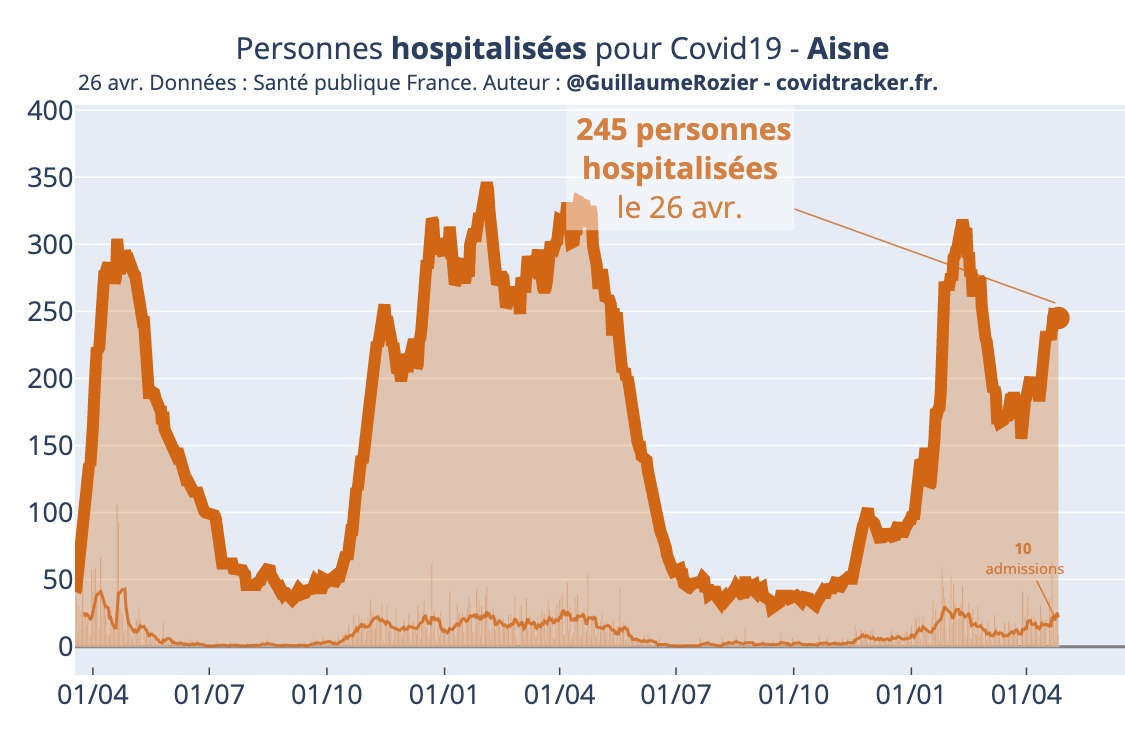 Personnes hospitalisées pour Covid19 - Aisne
26 avr. Données : Santé publique France. Auteur : @GuillaumeRozier - covidtracker.fr.
400
350
300
250
200
150
100
50
0
245 personnes
hospitalisées
le 26 avr.
10
admissions
01/04 01/07 01/10 01/01 01/04 01/07 01/10 01/01 01/04